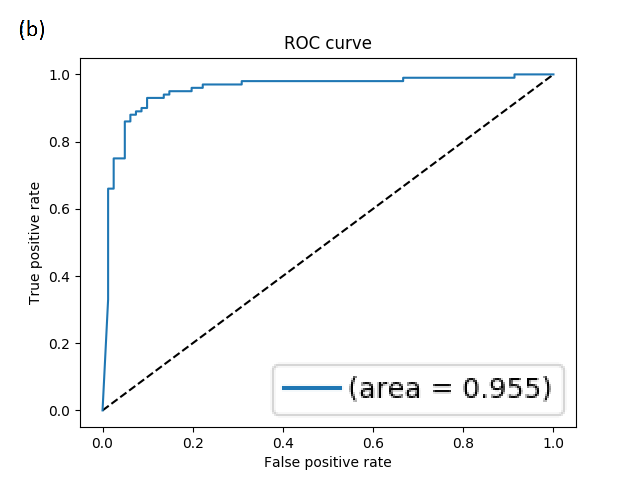 (b)
ROC curve
True positive rate
1.0
0.8
0.6
0.4
0.2
0.0
(area = 0.955)
0.0 0.2 0.4 0.6 0.8 1.0
False positive rate